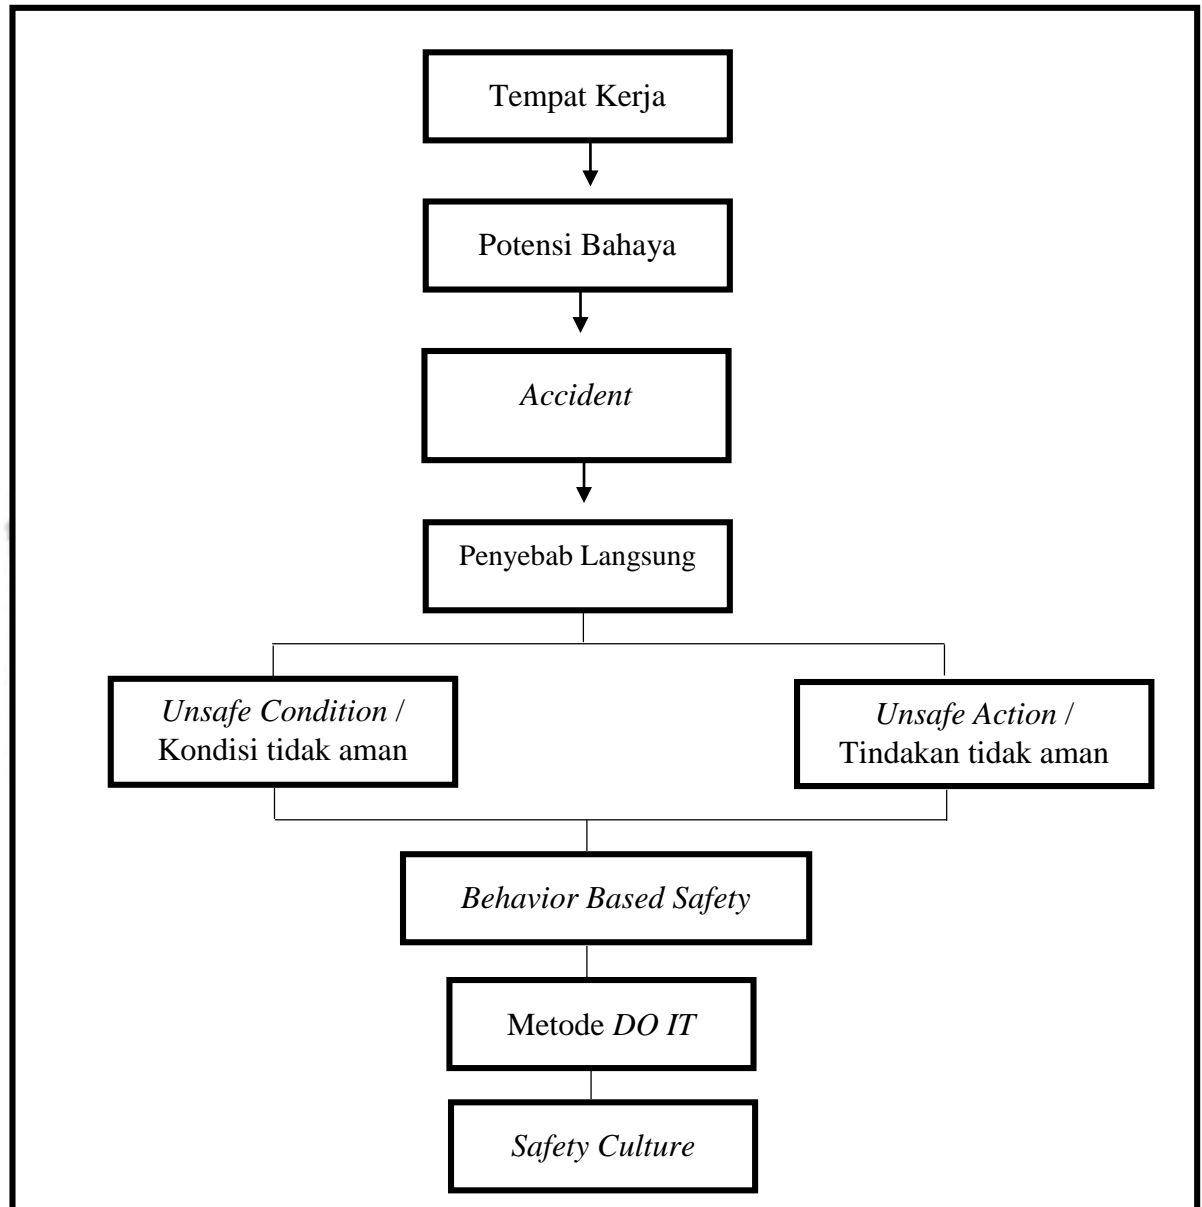 Tempat Kerja
Potensi Bahaya
Accident
Penyebab Langsung
Unsafe Condition /
Kondisi tidak aman
Unsafe Action /
Tindakan tidak aman
Behavior Based Safety
Metode DO IT
Safety Culture